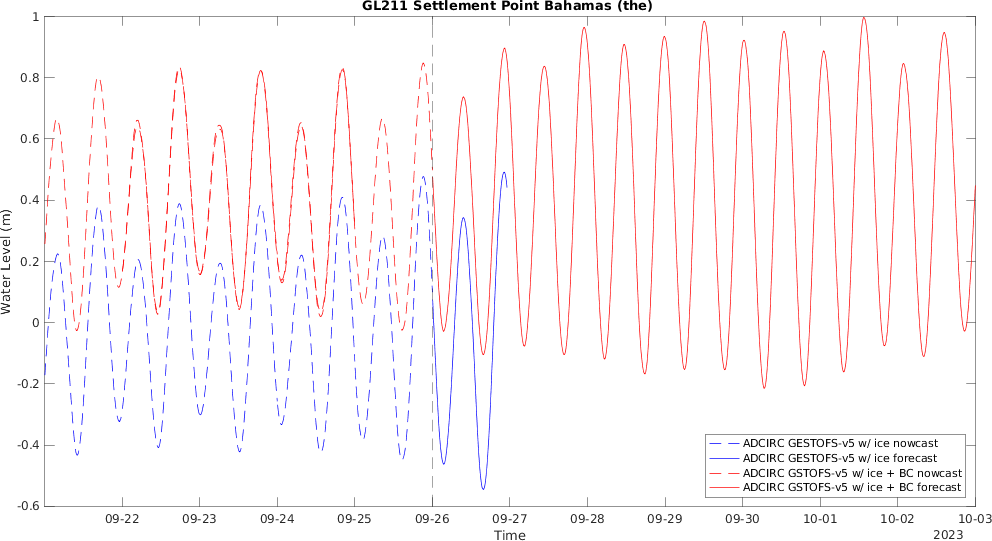 GL211 Settlement Point Bahamas (the)
1
0.8
0.6
0.4
0.2
0
-0.2
-0.4
-0.6
Water Level (m)
ADCIRC GESTOFS-v5 w/ ice nowcast
ADCIRC GESTOFS-v5 w/ ice forecast
ADCIRC GSTOFS-v5 w/ ice + BC nowcast
ADCIRC GSTOFS-v5 w/ ice + BC forecast
09-22 09-23 09-24 09-25 09-26 09-27 09-28 09-29 09-30 10-01 10-02 10-03
Time
2023